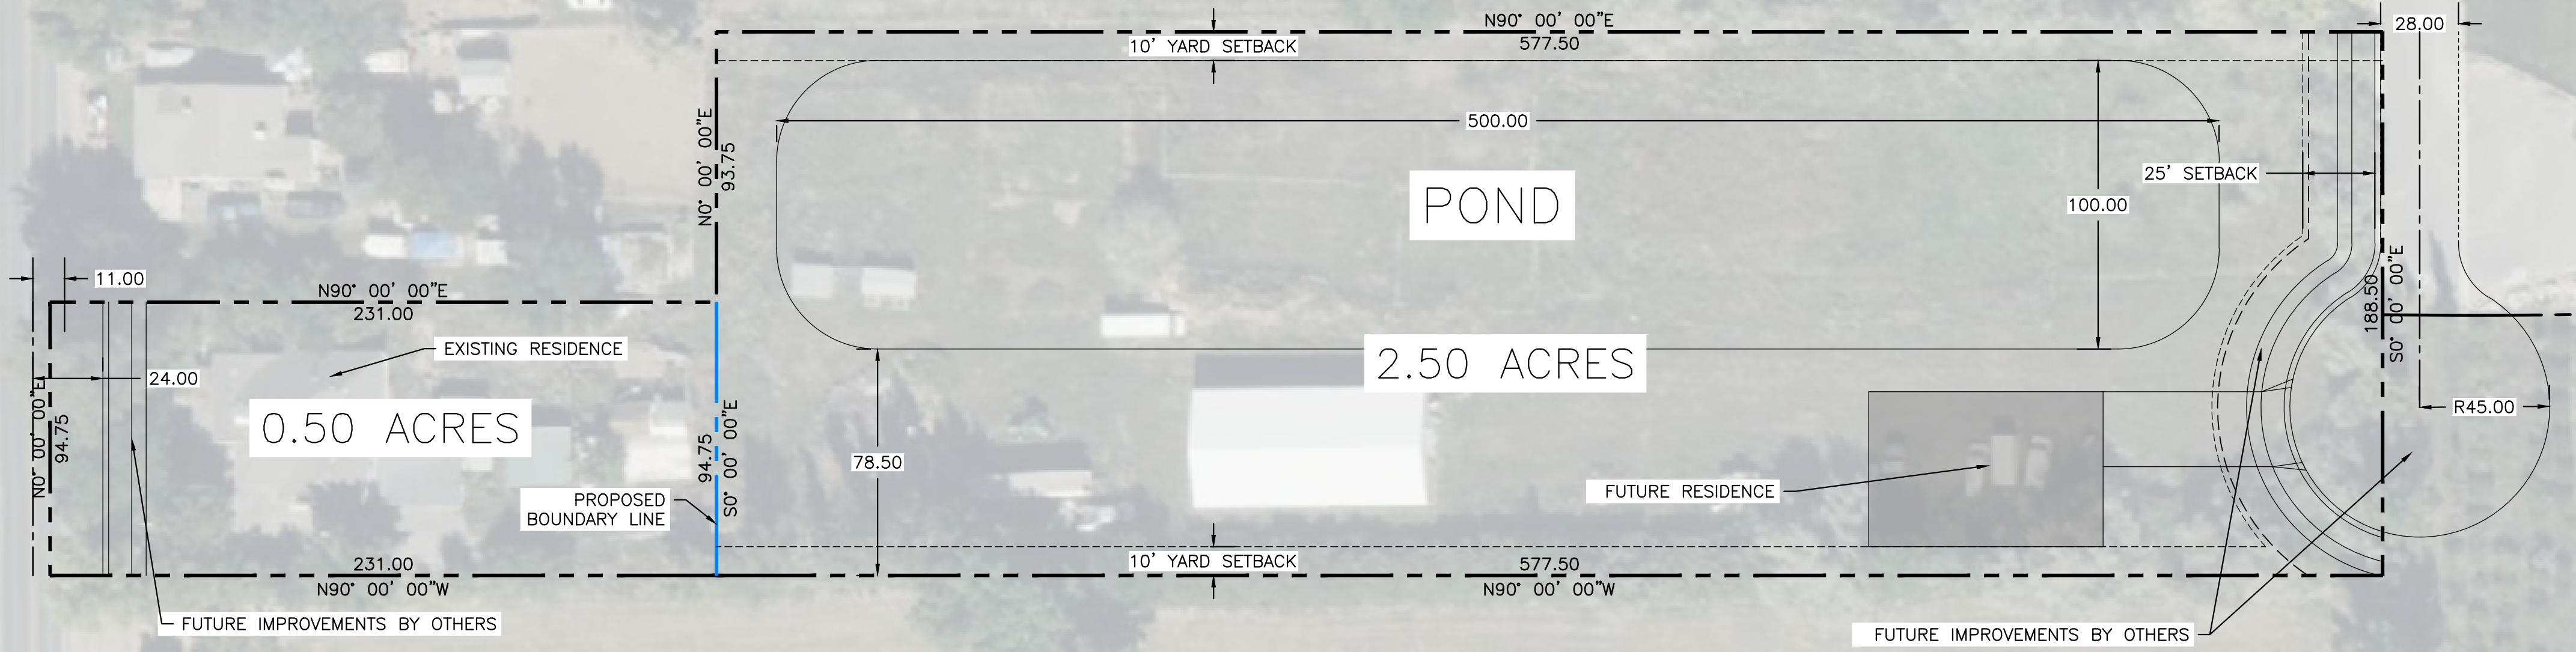 N90° 00' 00"E
577.50
10' YARD SETBACK
28.00
500.00
N0° 00' 00"E
93.75
25' SETBACK
POND
100.00
11.00
N90° 00' 00"E
231.00
188.50
S0° 00' 00"E
EXISTING RESIDENCE
2.50 ACRES
24.00
R45.00
N0° 00' 00"E
94.75
0.50 ACRES
94.75
S0° 00' 00"E
78.50
PROPOSED
BOUNDARY LINE
FUTURE RESIDENCE
10' YARD SETBACK
231.00
N90° 00' 00"W
577.50
N90° 00' 00"W
FUTURE IMPROVEMENTS BY OTHERS
FUTURE IMPROVEMENTS BY OTHERS